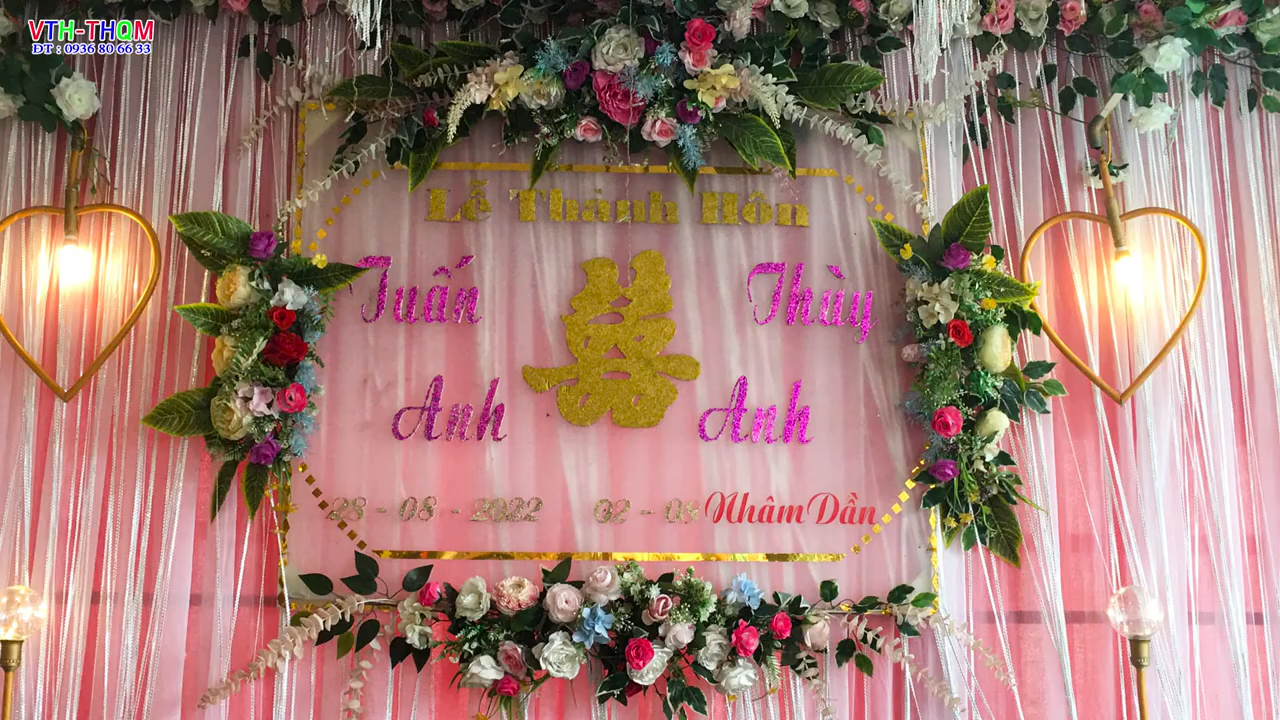 VTH-THQM
ĐT : 0936 80 66 33
Lễ Thành Hôn
Tuấn Thùy
囍
Anh Anh
28 - 08 - 2022 02 - 08 Nhâm Dần